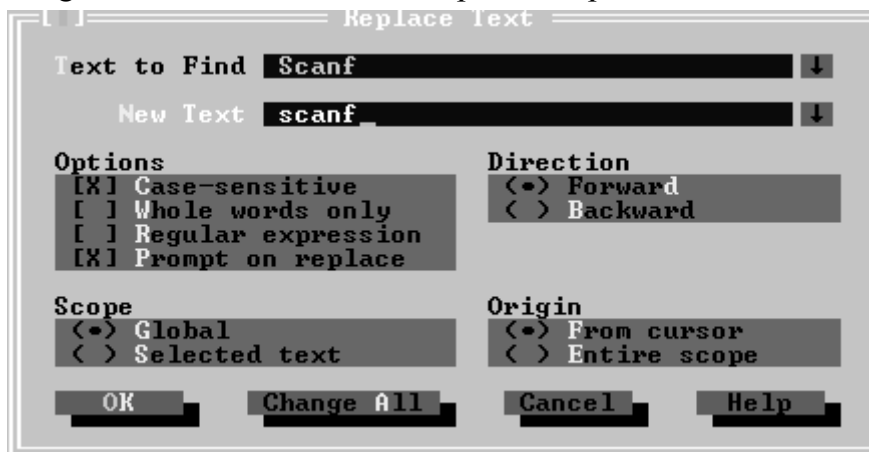 Replace Text
Text to Find Scanf
New Text scanf_
Options
[X] Case-sensitive
[ ] Whole words only
[ ] Regular expression
[X] Prompt on replace
Direction
(•) Forward
( ) Backward
Scope
(•) Global
( ) Selected text
Origin
(•) From cursor
( ) Entire scope
OK Change All Cancel Help